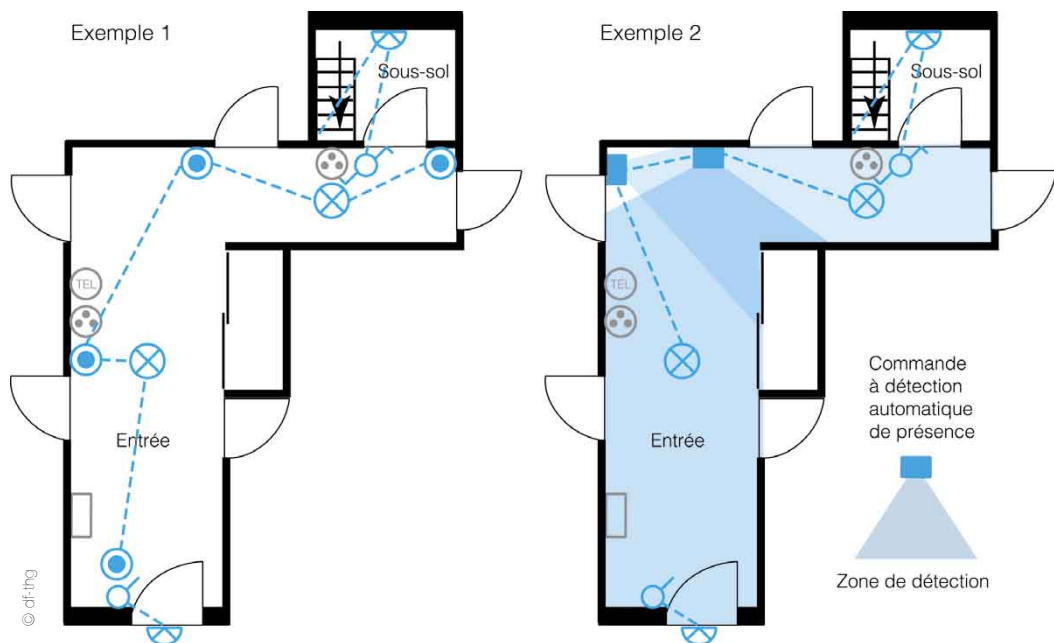 Exemple 1
Sous-sol
TEL
Entrée
© df-thg
Exemple 2
Sous-sol
TEL
Entrée
Commande
à détection
automatique
de présence
Zone de détection